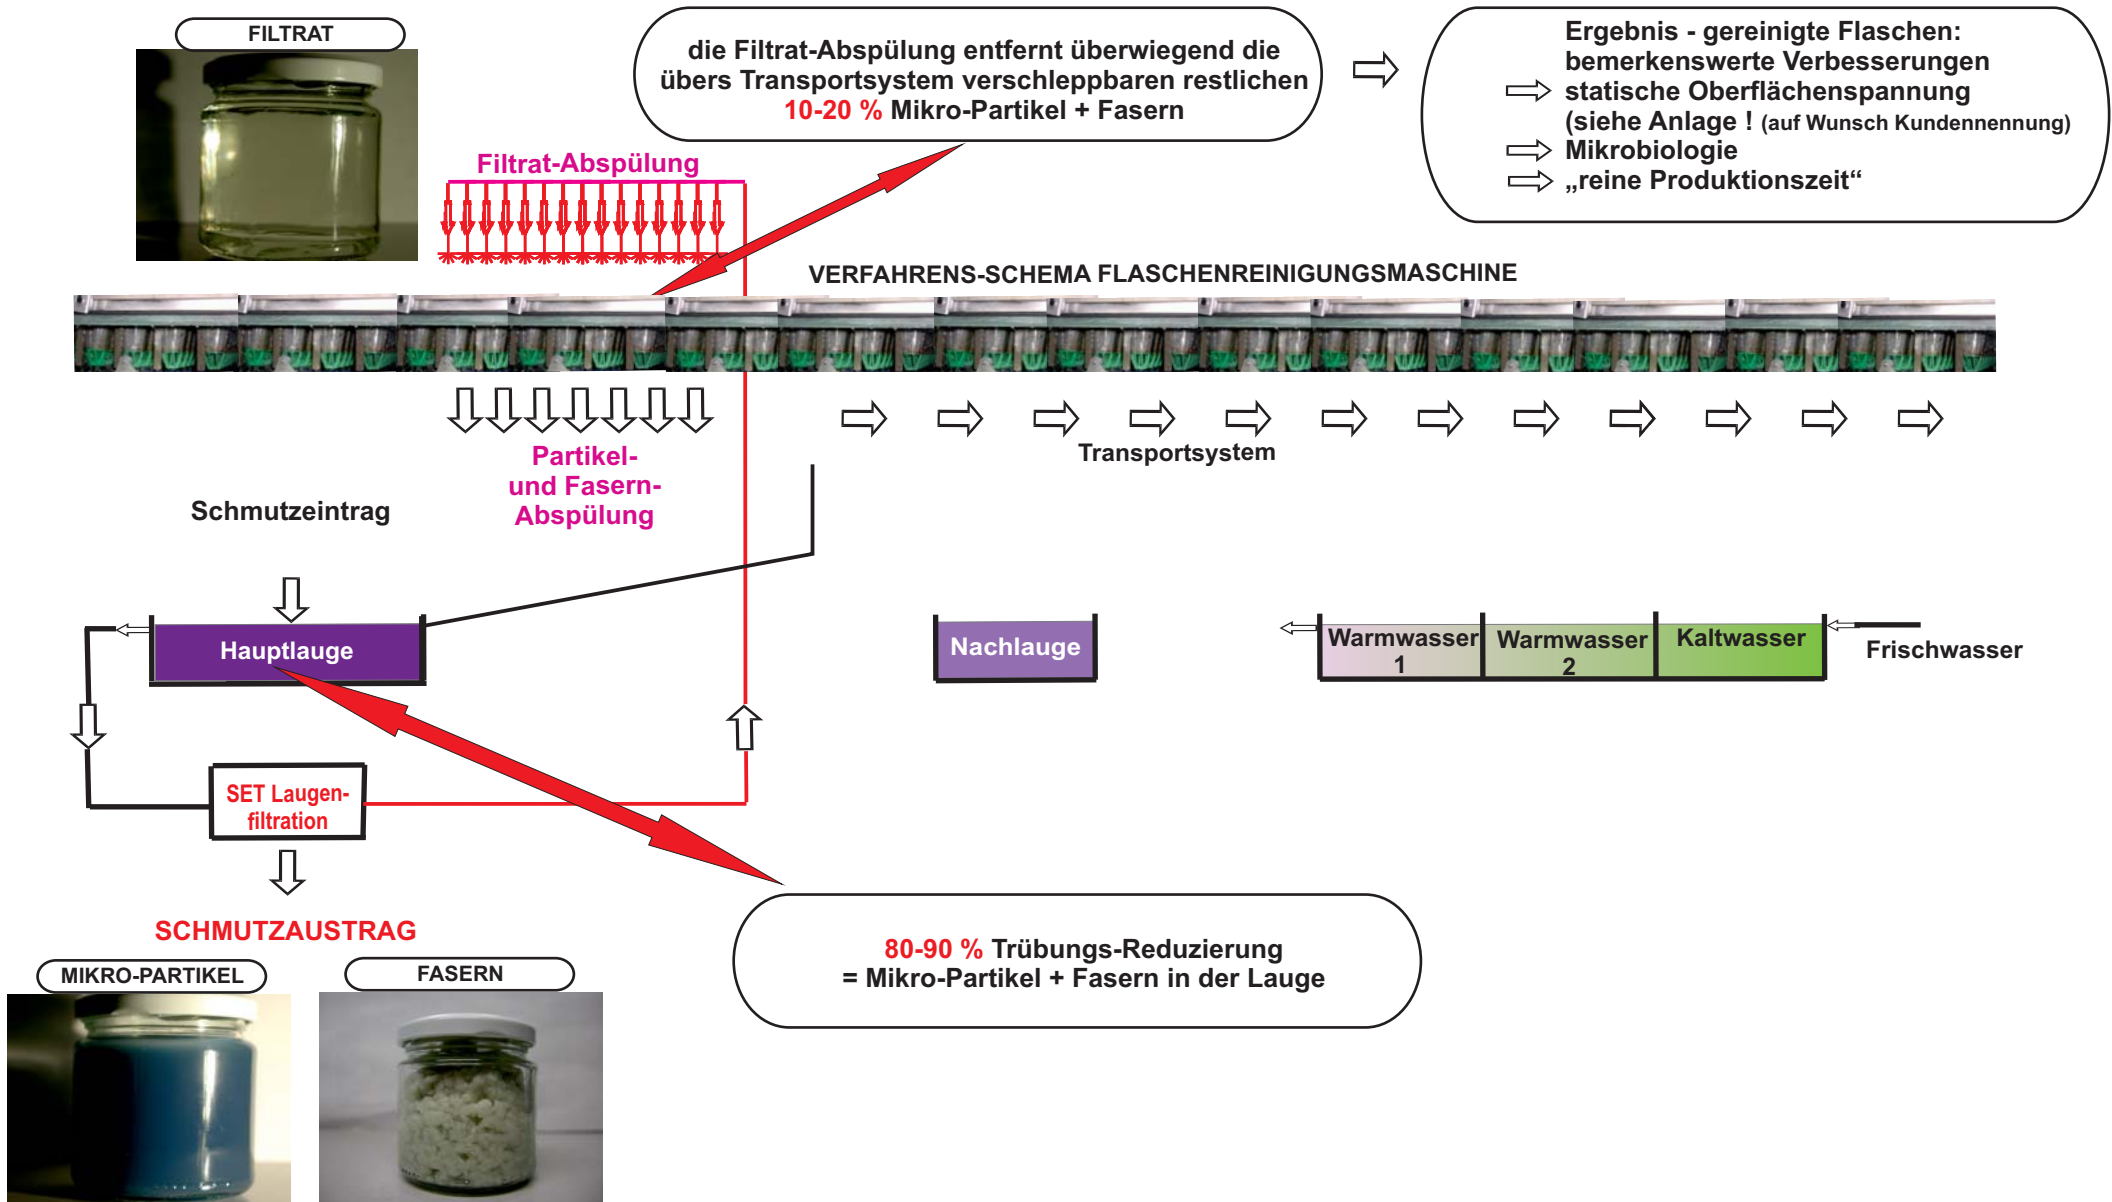 FILTRAT
die Filtrat-Abspülung entfernt überwiegend die
übers Transportsystem verschleppbaren restlichen
10-20 % Mikro-Partikel + Fasern
Ergebnis - gereinigte Flaschen:
bemerkenswerte Verbesserungen
statische Oberflächenspannung
(siehe Anlage ! (auf Wunsch Kundennennung)
Mikrobiologie
„reine Produktionszeit“
Filtrat-Abspülung
VERFAHRENS-SCHEMA FLASCHENREINIGUNGSMASCHINE
Transportsystem
Partikel-
und Fasern-
Abspülung
Schmutzeintrag
Hauptlauge
Nachlauge
Warmwasser
1
Warmwasser
2
Kaltwasser
Frischwasser
SET Laugen-
filtration
SCHMUTZAUSTRAG
MIKRO-PARTIKEL
FASERN
80-90 % Trübungs-Reduzierung
= Mikro-Partikel + Fasern in der Lauge